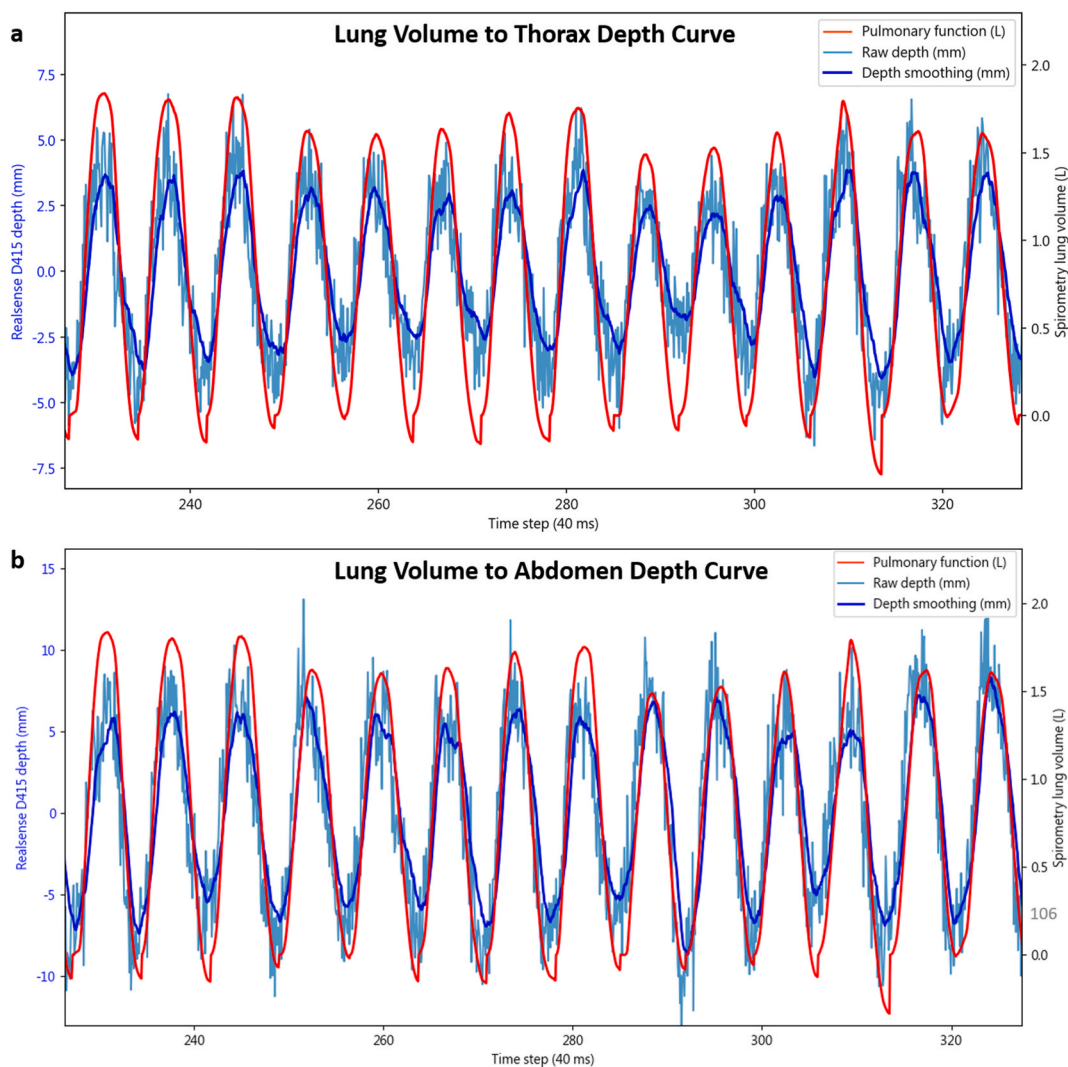 a
Lung Volume to Thorax Depth Curve
Pulmonary function (L)
Raw depth (mm)
Depth smoothing (mm)
Realsense D415 depth (mm)
7.5
5.0
2.5
0.0
-2.5
-5.0
-7.5
2.0
1.5
1.0
0.5
0.0
Spirometry lung volume (L)
240
260
280
300
320
Time step (40 ms)
b
Lung Volume to Abdomen Depth Curve
Pulmonary function (L)
Raw depth (mm)
Depth smoothing (mm)
Realsense D415 depth (mm)
15
10
5
0
-5
-10
2.0
1.5
1.0
0.5
106
0.0
Spirometry lung volume (L)
240
260
280
300
320
Time step (40 ms)